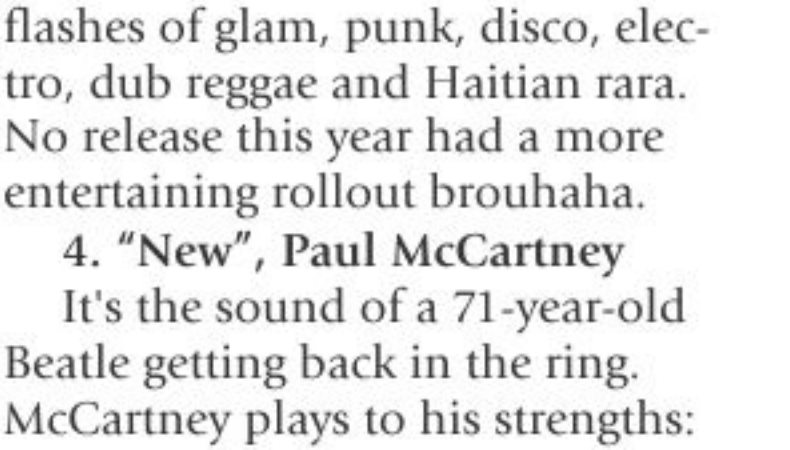 flashes of glam, punk, disco, elec-
tro, dub reggae and Haitian rara.
No release this year had a more
entertaining rollout brouhaha.
4. “New”, Paul McCartney
It's the sound of a 71-year-old
Beatle getting back in the ring.
McCartney plays to his strengths: